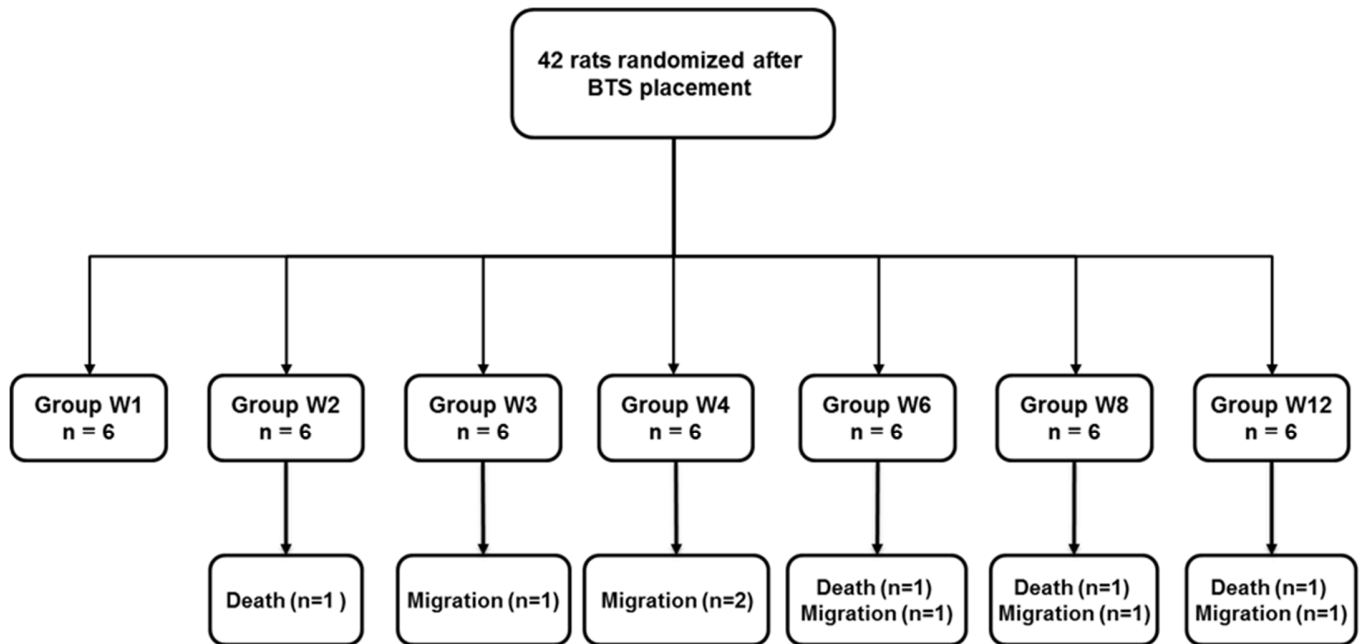 42 rats randomized after
BTS placement
Group W1
n = 6
Group W2
n = 6
Group W3
n = 6
Group W4
n = 6
Group W6
n = 6
Group W8
n = 6
Group W12
n = 6
Death (n=1 )
Migration (n=1)
Migration (n=2)
Death (n=1)
Migration (n=1)
Death (n=1)
Migration (n=1)
Death (n=1)
Migration (n=1)